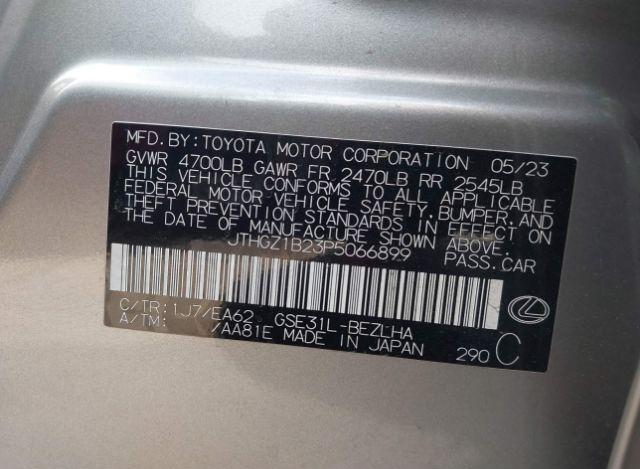 MFD. BY: TOYOTA MOTOR CORPORATION 05/23
GVWR 4700LB GAWR FR 2470LB RR 2545LB
THIS VEHICLE CONFORMS TO ALL APPLICABLE
FEDERAL MOTOR VEHICLE SAFETY, BUMPER, AND
THEFT PREVENTION STANDARDS IN EFFECT ON
THE DATE OF MANUFACTURE SHOWN ABOVE.
JTHGZ1B23P5066899 PASS. CAR
C/TR: 1J7/EA62 GSE31L-BEZLHA
A/TM: /AA81E MADE IN JAPAN 290 C